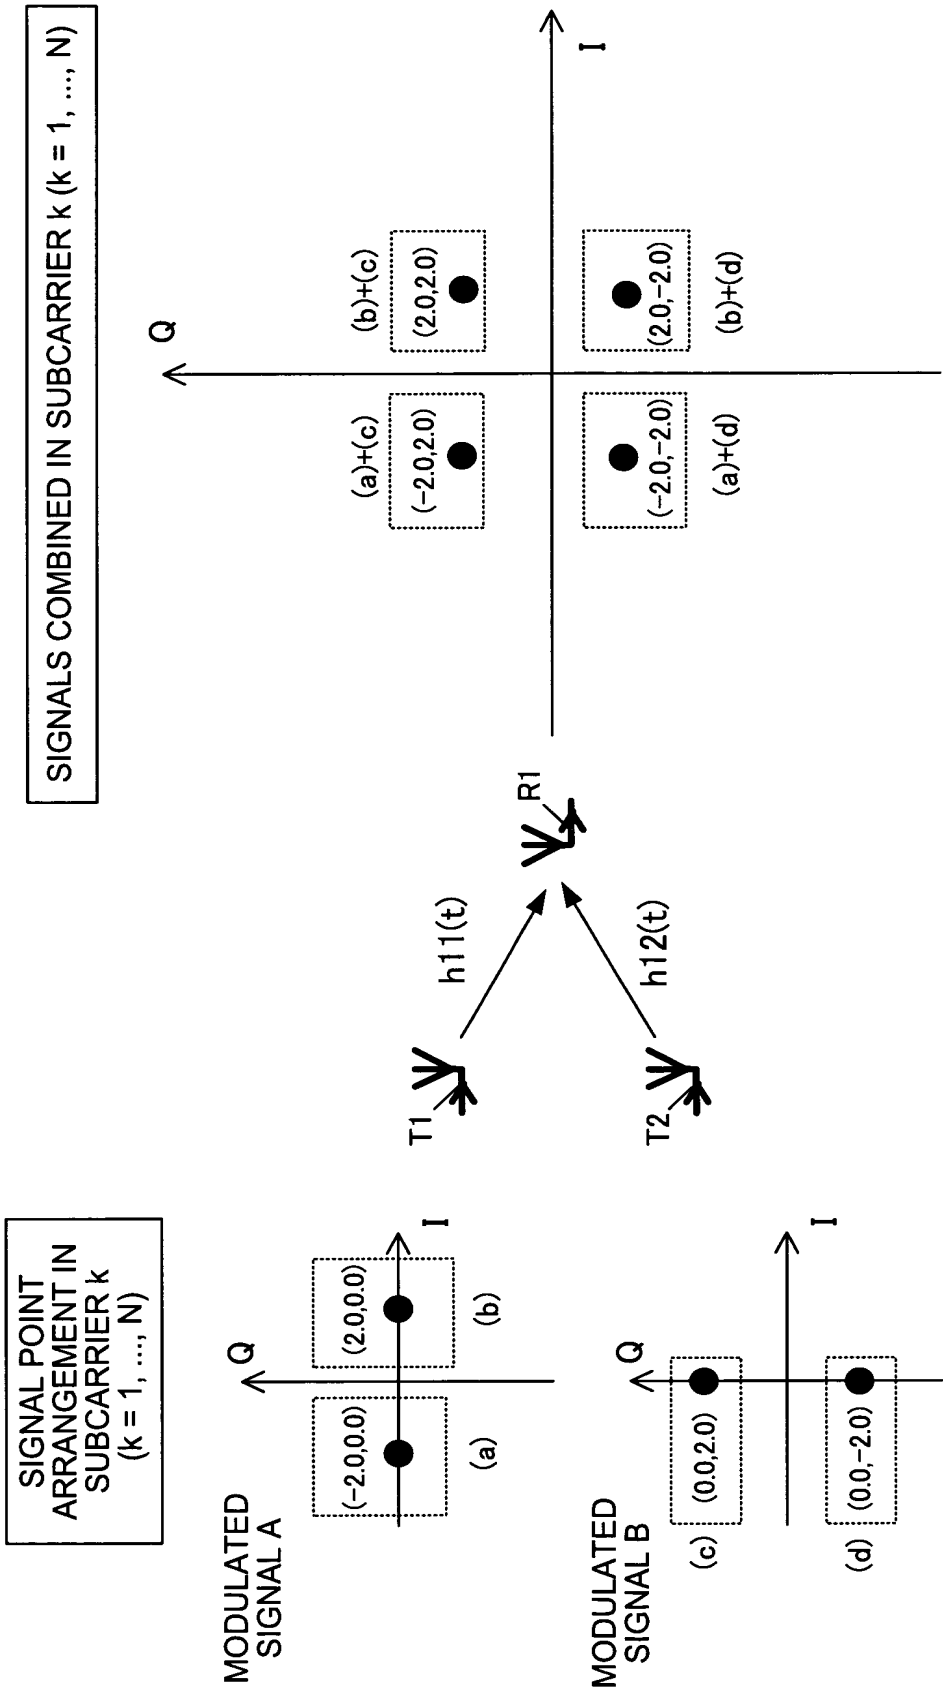 SIGNAL POINT
ARRANGEMENT IN
SUBCARRIER k
(k = 1, ..., N)
MODULATED
SIGNAL A
Q
I
(-2.0,0.0)
(2.0,0.0)
(a)
(b)
MODULATED
SIGNAL B
Q
I
(c)
(0.0,2.0)
(d)
(0.0,-2.0)
T1
T2
h11(t)
h12(t)
R1
SIGNALS COMBINED IN SUBCARRIER k (k = 1, ..., N)
Q
I
(a)+(c)
(-2.0,2.0)
(b)+(c)
(2.0,2.0)
(-2.0,-2.0)
(a)+(d)
(2.0,-2.0)
(b)+(d)